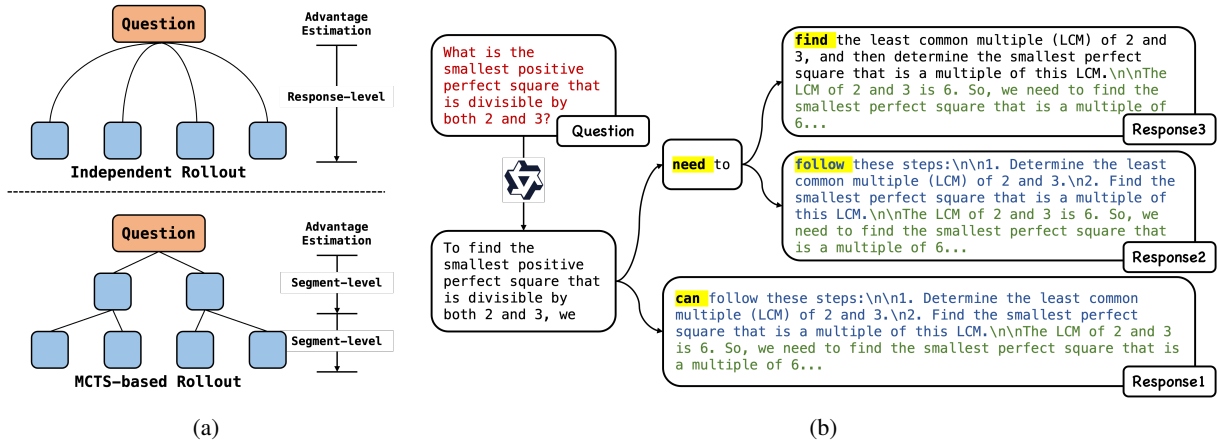 Question
Advantage
Estimation
Response-level
Independent Rollout
Question
Advantage
Estimation
Segment-level
Segment-level
MCTS-based Rollout
(a)
What is the
smallest positive
perfect square that
is divisible by
both 2 and 3?
Question
To find the
smallest positive
perfect square that
is divisible by
both 2 and 3, we
need to
find the least common multiple (LCM) of 2 and
3, and then determine the smallest perfect
square that is a multiple of this LCM.\n\nThe
LCM of 2 and 3 is 6. So, we need to find the
smallest perfect square that is a multiple of
6...
Response3
follow these steps:\n\n1. Determine the least
common multiple (LCM) of 2 and 3.\n2. Find the
smallest perfect square that is a multiple of
this LCM.\n\nThe LCM of 2 and 3 is 6. So, we
need to find the smallest perfect square that
is a multiple of 6...
Response2
can follow these steps:\n\n1. Determine the least common
multiple (LCM) of 2 and 3.\n2. Find the smallest perfect
square that is a multiple of this LCM.\n\nThe LCM of 2 and 3
is 6. So, we need to find the smallest perfect square that is
a multiple of 6...
Response1
(b)